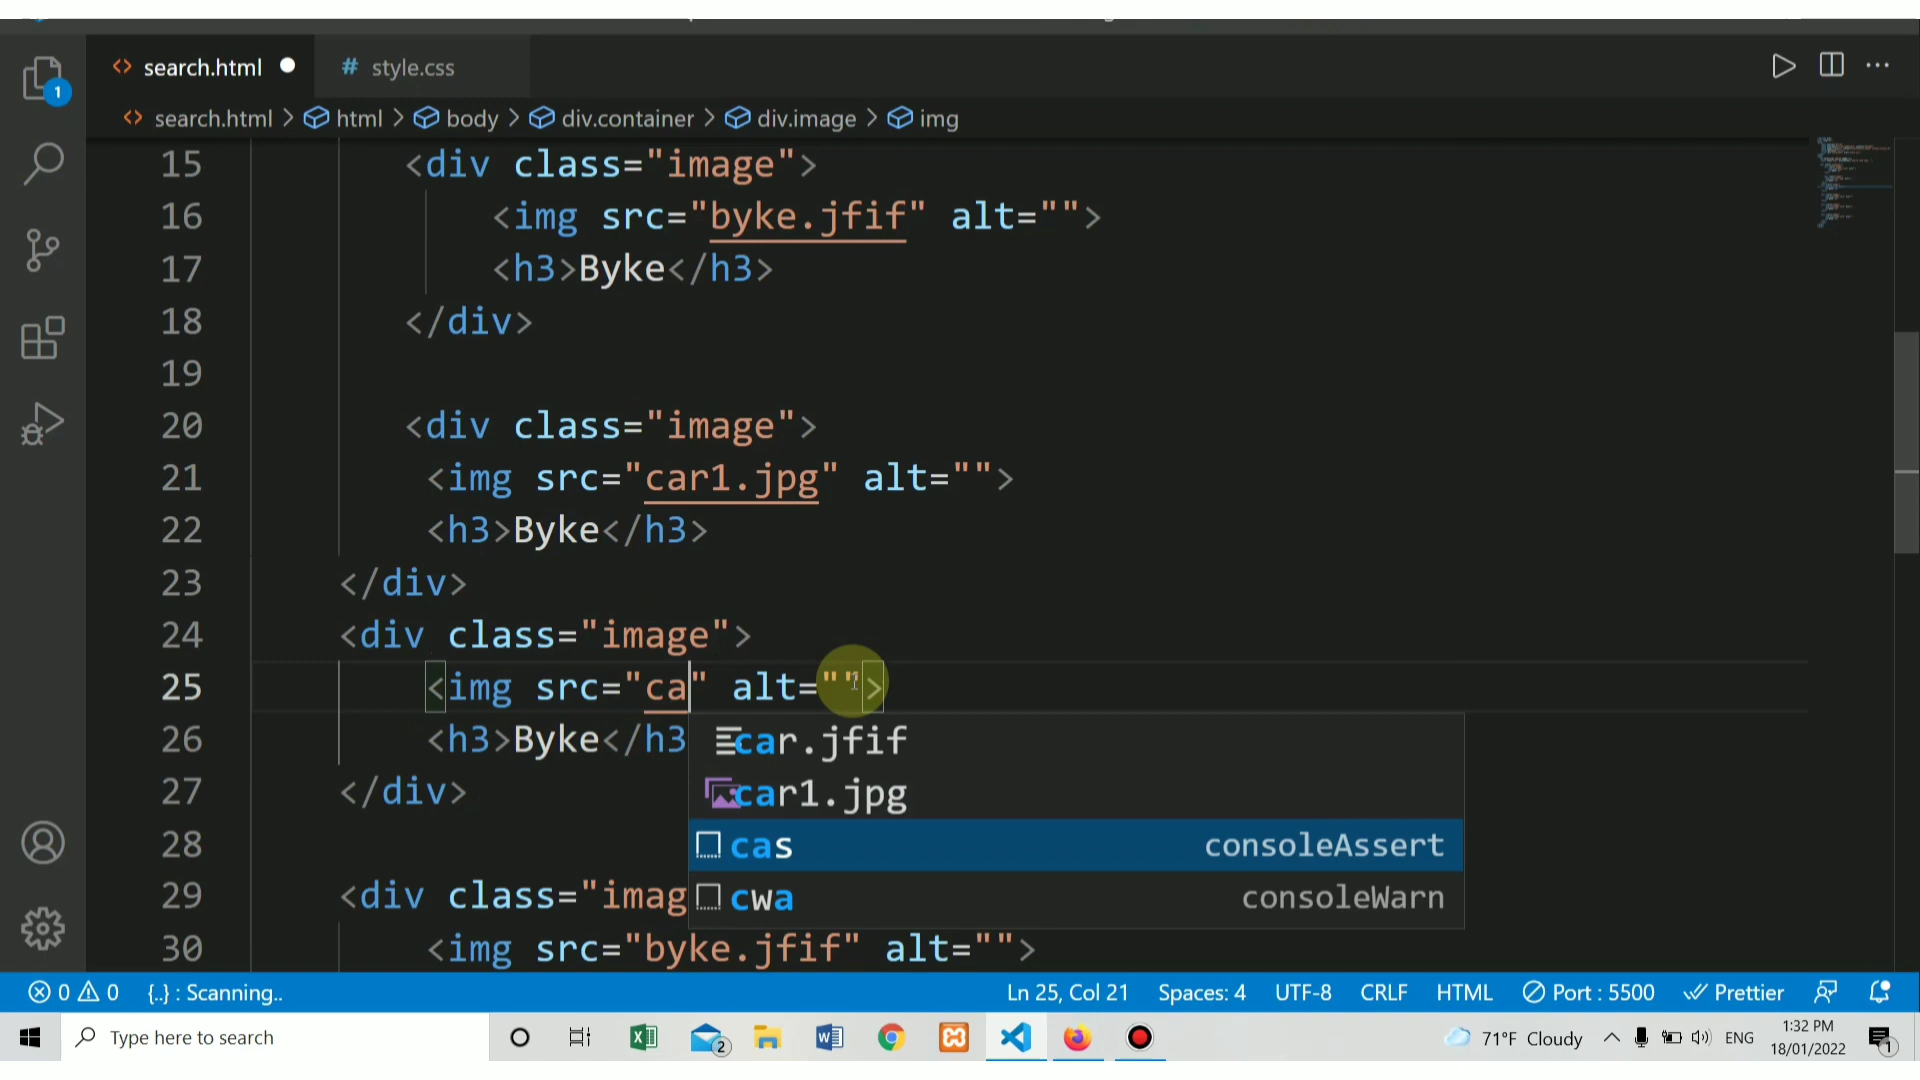 search.html
style.css
1
search.html > html > body > div.container > div.image > img
15 <div class="image">
16 <img src="byke.jfif" alt="">
17 <h3>Byke</h3>
18 </div>
19
20 <div class="image">
21 <img src="car1.jpg" alt="">
22 <h3>Byke</h3>
23 </div>
24 <div class="image">
25 <img src="ca" alt="">
26 <h3>Byke</h3
car.jfif
27 </div>
car1.jpg
28
cas consoleAssert
29 <div class="imag
cwa consoleWarn
30 <img src="byke.jfif" alt="">
0 0 {..} : Scanning.. Ln 25, Col 21 Spaces: 4 UTF-8 CRLF HTML Port : 5500 Prettier
Type here to search
2
71°F Cloudy
ENG
1:32 PM
18/01/2022
1